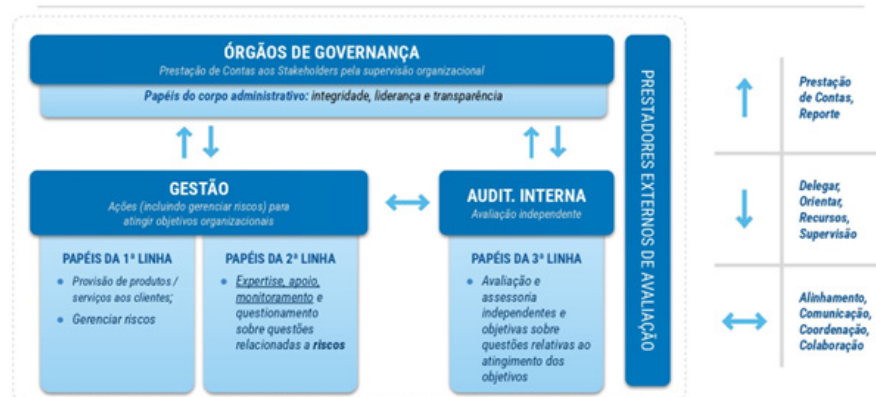 ÓRGÃOS DE GOVERNANÇA
Prestação de Contas aos Stakeholders pela supervisão organizacional
Papéis do corpo administrativo: integridade, liderança e transparência
GESTÃO
Ações (incluindo gerenciar riscos) para
atingir objetivos organizacionais
PAPÉIS DA 1ª LINHA
• Provisão de produtos /
serviços aos clientes;
• Gerenciar riscos
PAPÉIS DA 2ª LINHA
• Expertise, apoio,
monitoramento e
questionamento
sobre questões
relacionadas a riscos
AUDIT. INTERNA
Avaliação independente
PAPÉIS DA 3ª LINHA
• Avaliação e
assessoria
independentes e
objetivas sobre
questões relativas ao
atingimento dos
objetivos
PRESTADORES EXTERNOS DE AVALIAÇÃO
Prestação
de Contas,
Reporte
Delegar,
Orientar,
Recursos,
Supervisão
Alinhamento,
Comunicação,
Coordenação,
Colaboração